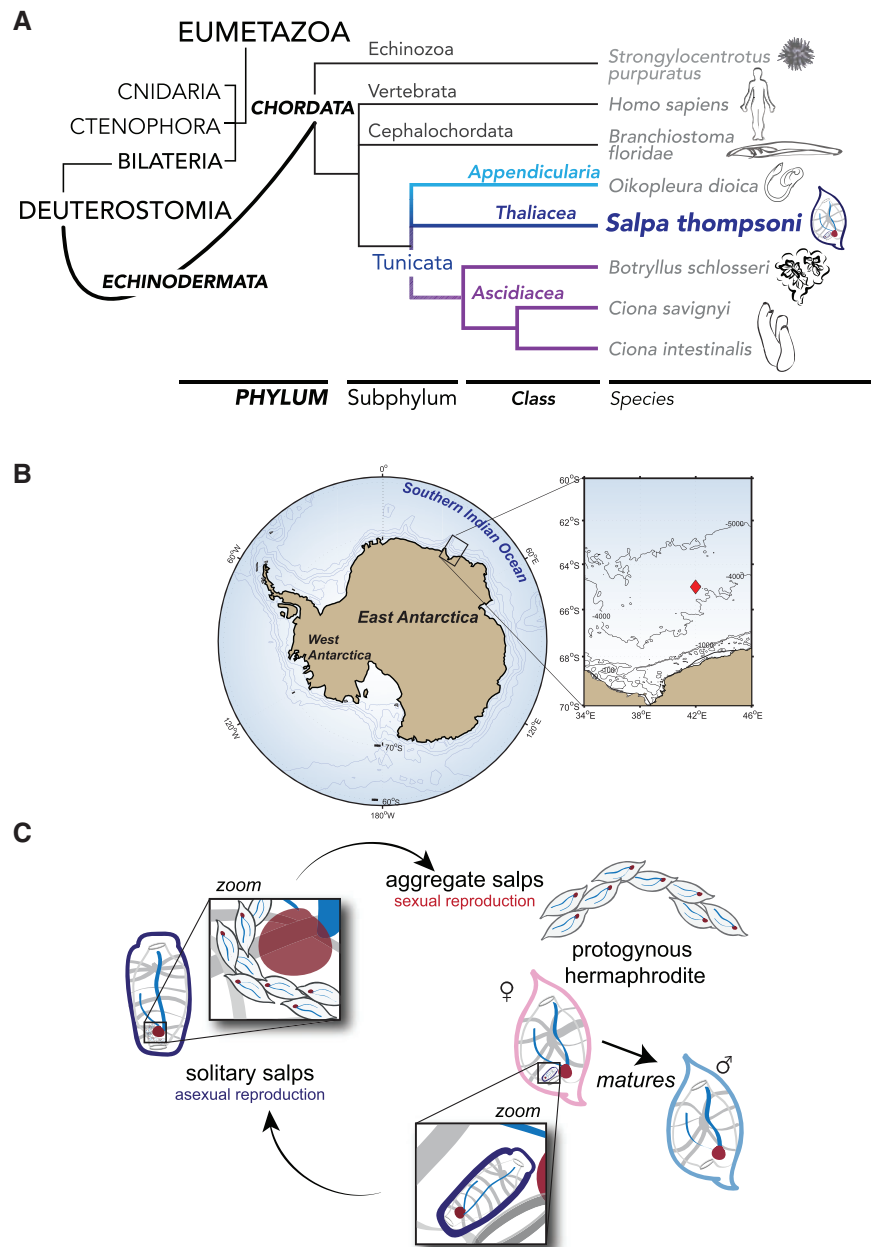 A
EUMETAZOA
CNIDARIA
CTENOPHORA
BILATERIA
DEUTEROSTOMIA
ECHINODERMATA
CHORDATA
Echinozoa
Vertebrata
Cephalochordata
Appendicularia
Thaliacea
Tunicata
Ascidiacea
Strongylocentrotus
purpuratus
Homo sapiens
Branchiostoma
floridae
Oikopleura dioica
Salpa thompsoni
Botryllus schlosseri
Ciona savignyi
Ciona intestinalis
PHYLUM Subphylum Class Species
B
0°
Southern Indian Ocean
60°W
60°E
East Antarctica
West
Antarctica
120°W
120°E
70°S
60°S
180°W
60°S
62°S
64°S
66°S
68°S
70°S
34°E 38°E 42°E 46°E
-5000
-4000
-4000
-1000
-100
C
zoom
aggregate salps
sexual reproduction
protogynous
hermaphrodite
♀
♂
matures
solitary salps
asexual reproduction
zoom